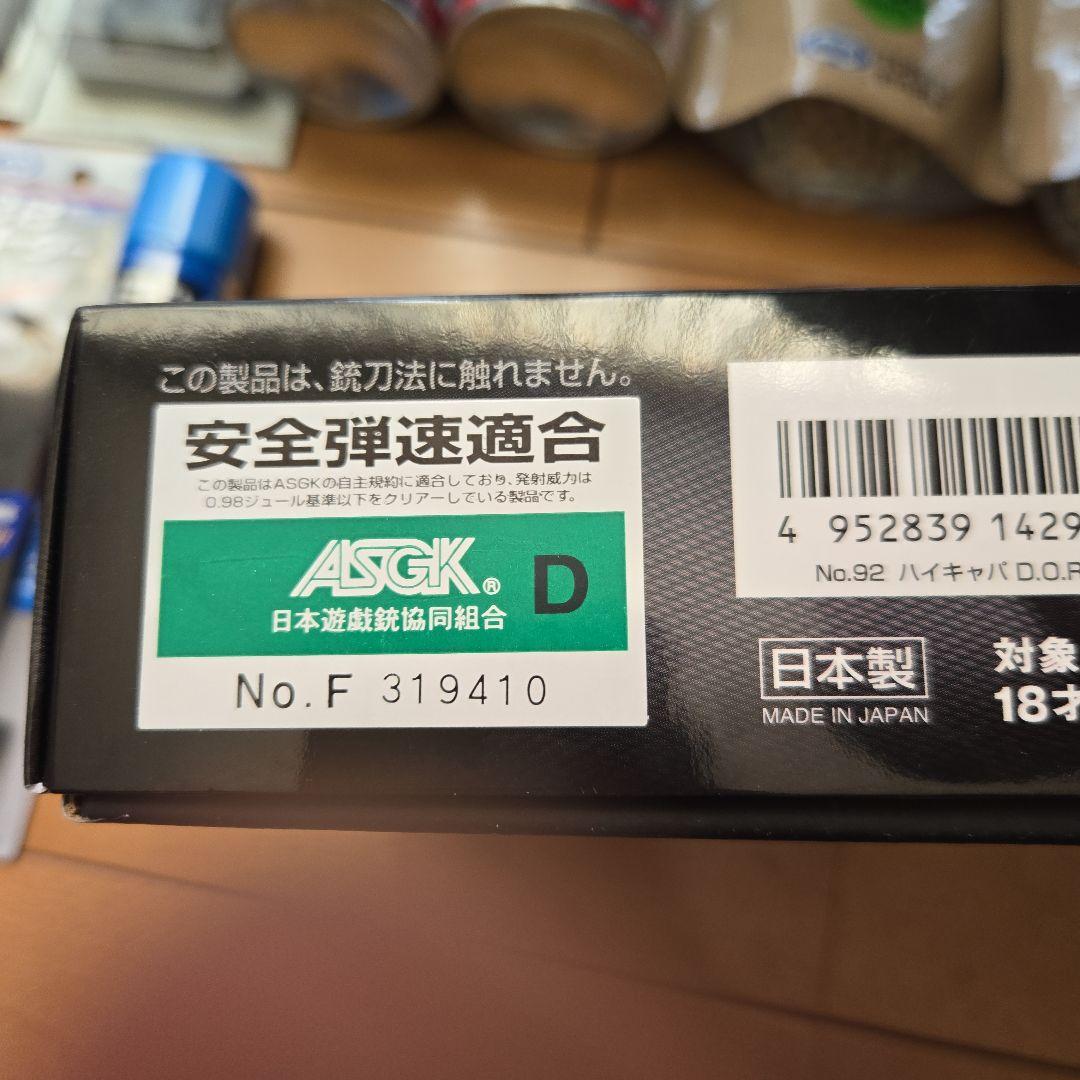 この製品は、銃刀法に触れません。
安全弾速適合
この製品はASGKの自主規約に適合しており、発射威力は
0.98ジュール基準以下をクリアーしている製品です。
ASGK® D
日本遊戯銃協同組合
No.F 319410
4 952839 1429
No.92 ハイキャパ D.O.R
日本製
MADE IN JAPAN
対象
18才